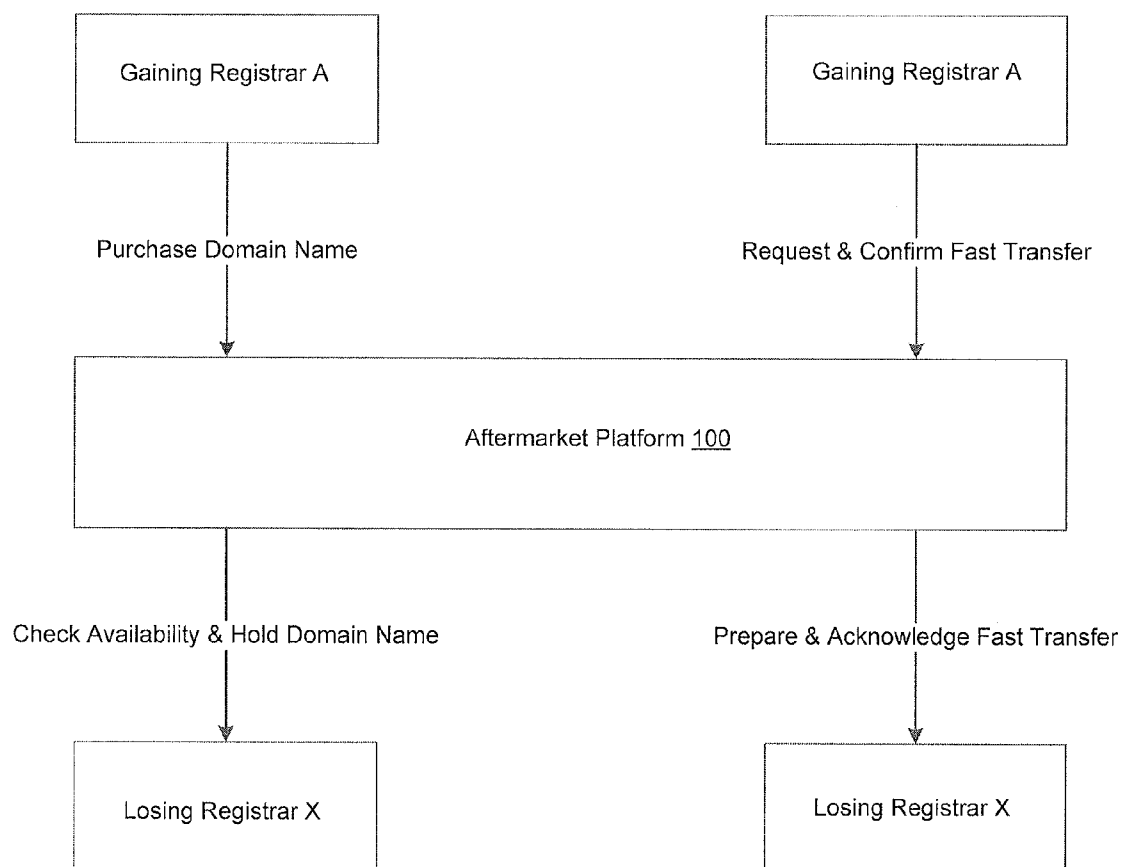 Gaining Registrar A
Gaining Registrar A
Purchase Domain Name
Request & Confirm Fast Transfer
Aftermarket Platform 100
Check Availability & Hold Domain Name
Prepare & Acknowledge Fast Transfer
Losing Registrar X
Losing Registrar X